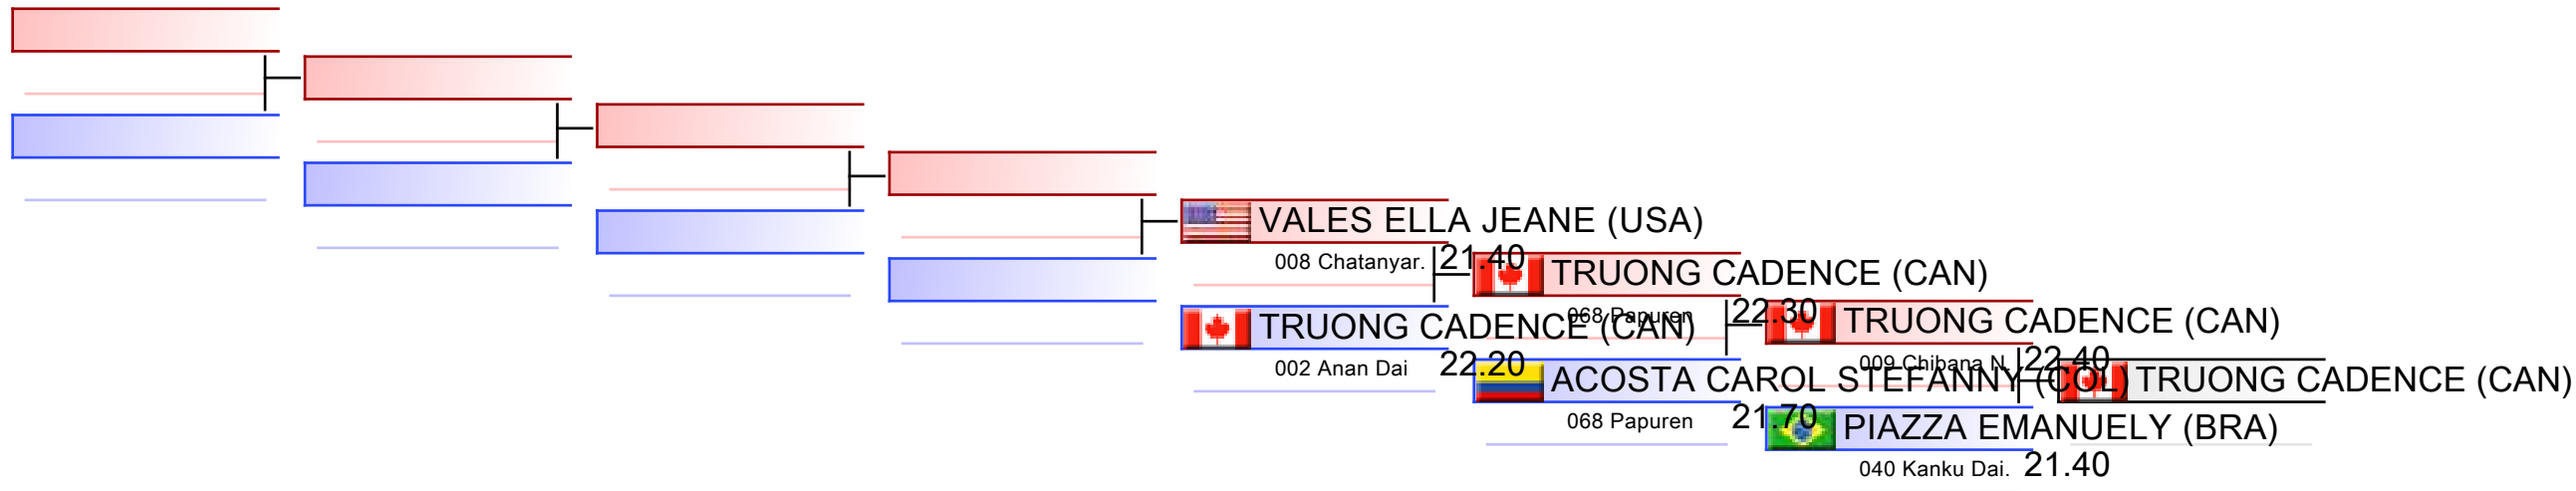 VALES ELLA JEANE (USA)
008 Chatanyar. 21.40
TRUONG CADENCE (CAN)
002 Anan Dai 22.20
TRUONG CADENCE (CAN)
068 Papuren 22.30
ACOSTA CAROL STEFANNY (COL)
068 Papuren 21.70
TRUONG CADENCE (CAN)
009 Chibana N. 22.40
PIAZZA EMANUELY (BRA)
040 Kanku Dai. 21.40
TRUONG CADENCE (CAN)